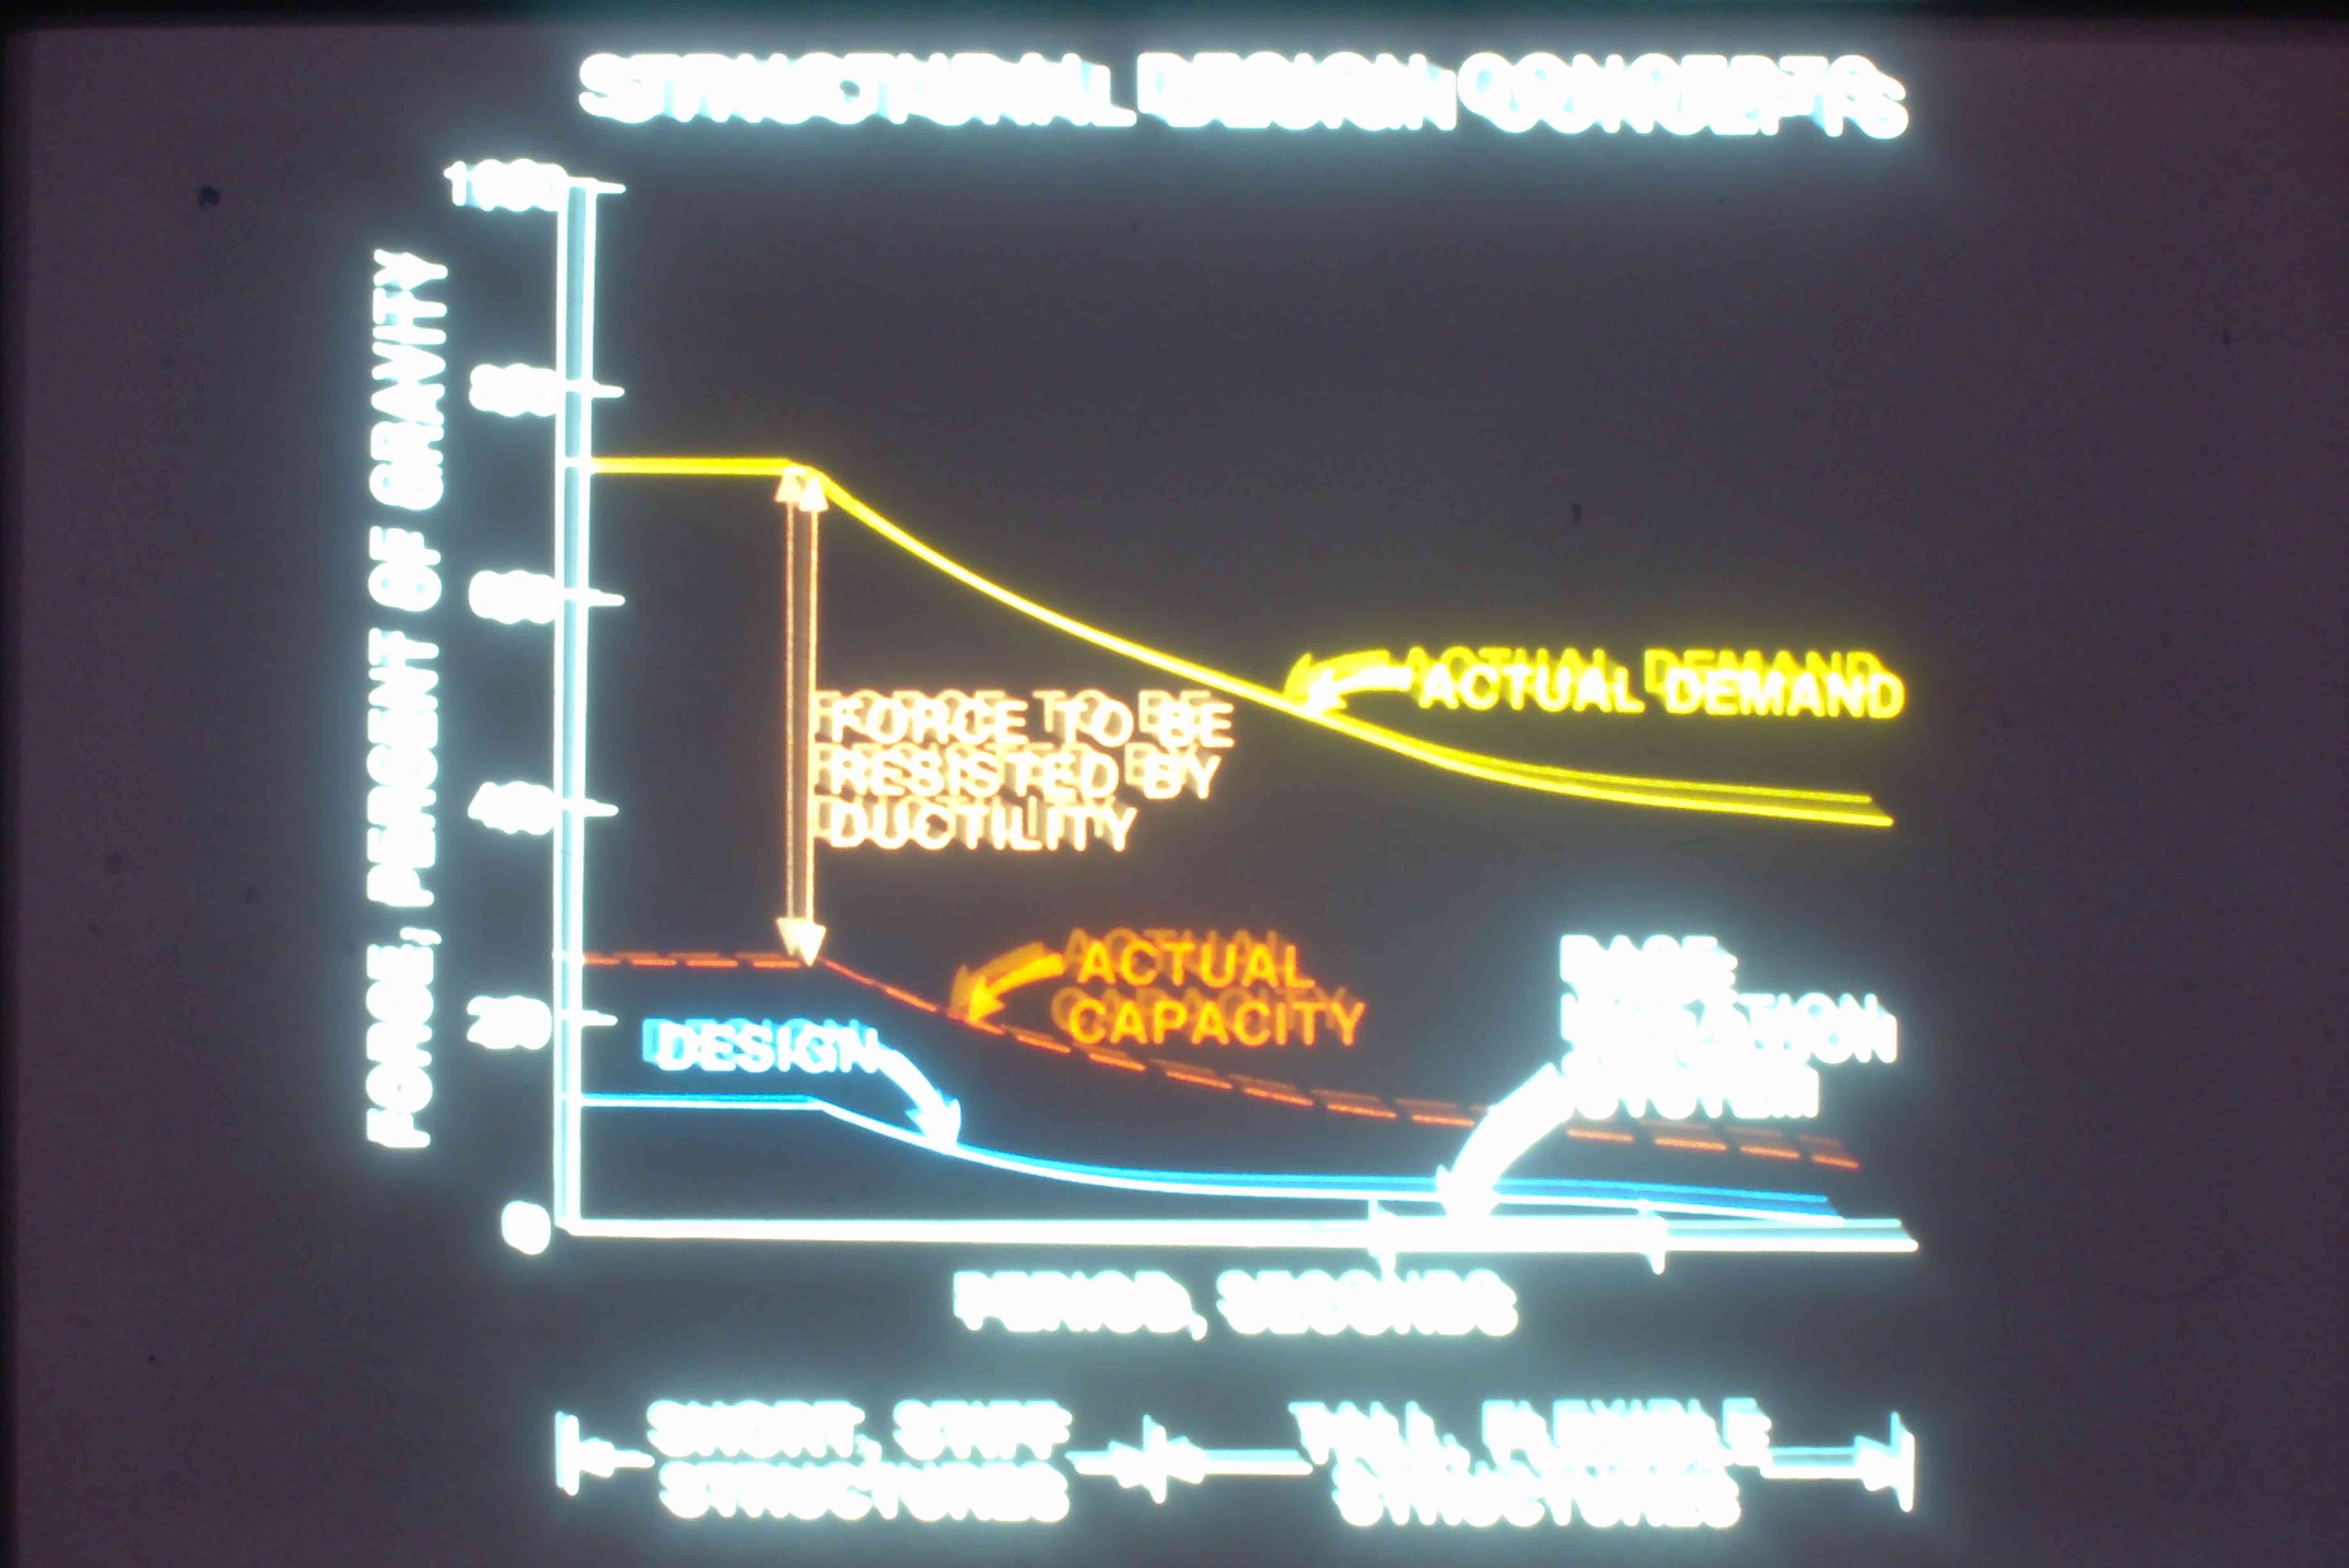 STRUCTURAL DESIGN CONCEPTS
100
80
60
40
20
0
FORCE, PERCENT OF GRAVITY
ACTUAL DEMAND
FORCE TO BE
RESISTED BY
DUCTILITY
ACTUAL
CAPACITY
DESIGN
BASE
ISOLATION
SYSTEM
PERIOD, SECONDS
SHORT, STIFF
STRUCTURES
TALL, FLEXIBLE
STRUCTURES